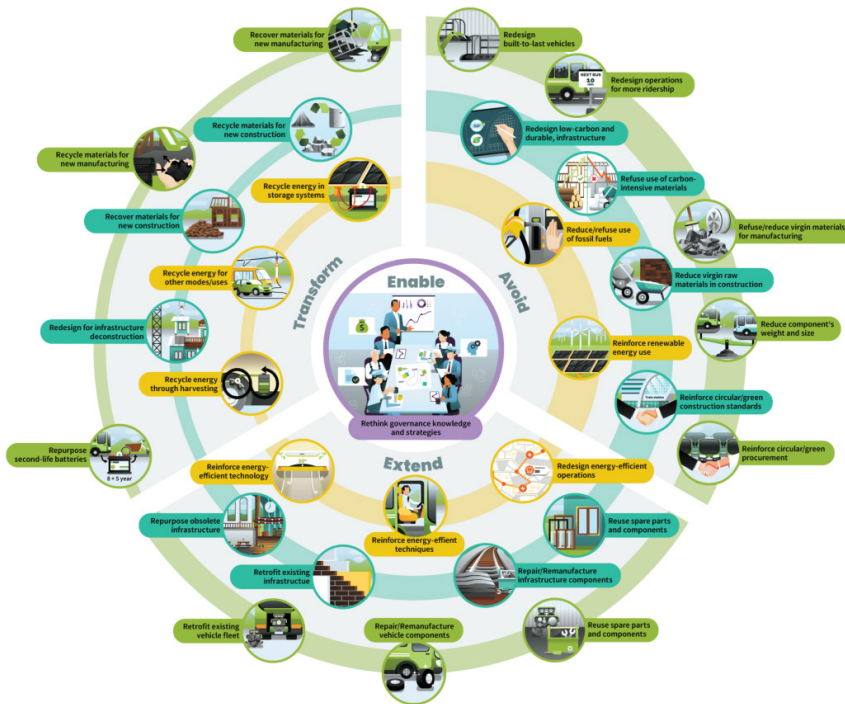 Recover materials for
new manufacturing
Redesign
built-to-last vehicles
NEXT BUS
10
Redesign operations
for more ridership
Recycle materials for
new construction
Redesign low-carbon and
durable, infrastructure
Recycle materials for
new manufacturing
Recycle energy in
storage systems
Refuse use of carbon-
intensive materials
Recover materials for
new construction
Reduce/refuse use
of fossil fuels
Refuse/reduce virgin materials
for manufacturing
Recycle energy for
other modes/uses
Transform
Enable
Avoid
Reduce virgin raw
materials in construction
Redesign for infrastructure
deconstruction
Reinforce renewable
energy use
Reduce component's
weight and size
Recycle energy
through harvesting
Reinforce circular/green
construction standards
Rethink governance knowledge
and strategies
Repurpose
second-life batteries
8 + 5 year
Reinforce circular/green
procurement
Extend
Reinforce energy-
efficient technology
Redesign energy-efficient
operations
Repurpose obsolete
infrastructure
Reinforce energy-effient
techniques
Reuse spare parts
and components
Retrofit existing
infrastructue
Repair/Remanufacture
infrastructure components
Retrofit existing
vehicle fleet
Repair/Remanufacture
vehicle components
Reuse spare parts
and components